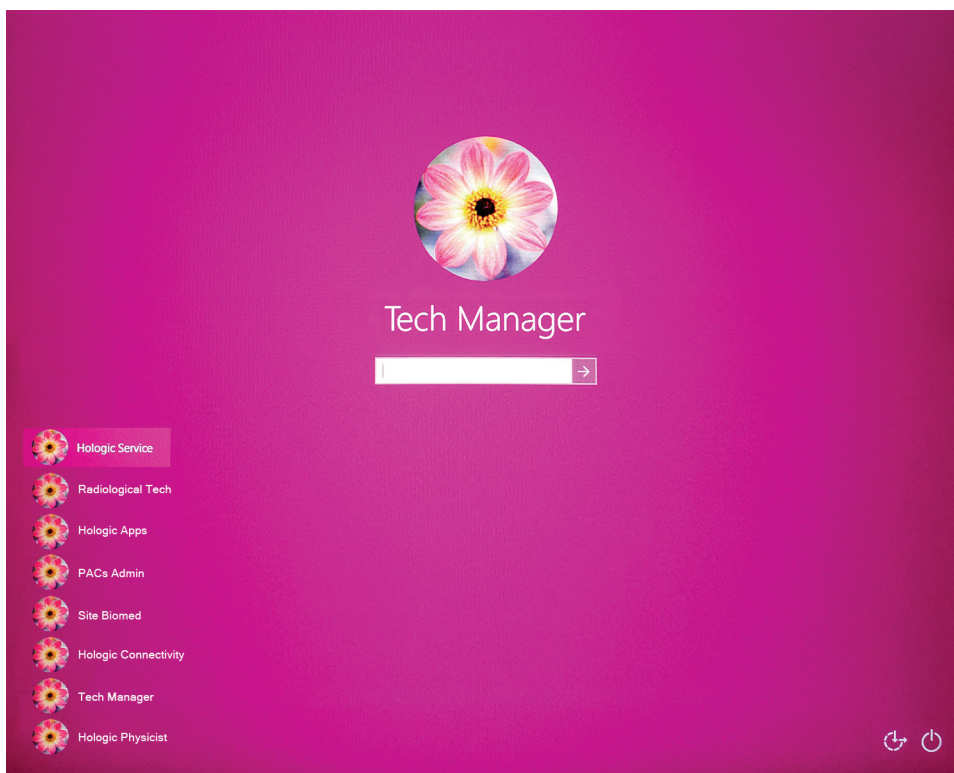 Tech Manager
Hologic Service
Radiological Tech
Hologic Apps
PACs Admin
Site Biomed
Hologic Connectivity
Tech Manager
Hologic Physicist